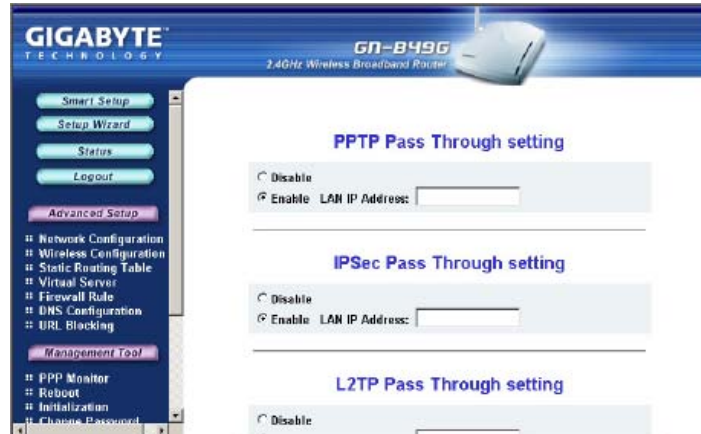 GIGABYTE
TECHNOLOGY
GN-B49G
2.4GHz Wireless Broadband Router
Smart Setup
Setup Wizard
Status
Logout
Advanced Setup
Network Configuration
Wireless Configuration
Static Routing Table
Virtual Server
Firewall Rule
DNS Configuration
URL Blocking
Management Tool
PPP Monitor
Reboot
Initialization
Change Password
PPTP Pass Through setting
Disable
Enable LAN IP Address:
IPSec Pass Through setting
Disable
Enable LAN IP Address:
L2TP Pass Through setting
Disable